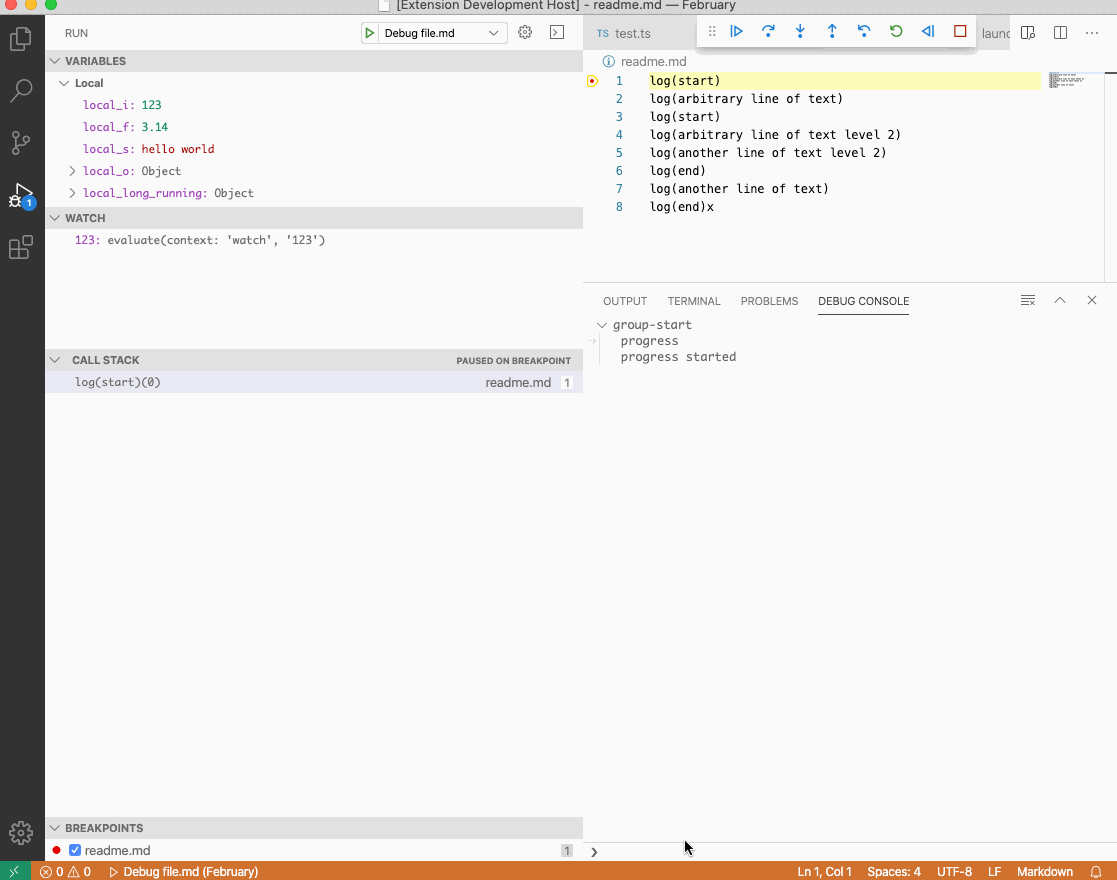 [Extension Development Host] - readme.md — February
RUN
Debug file.md
VARIABLES
Local
local_i: 123
local_f: 3.14
local_s: hello world
local_o: Object
local_long_running: Object
WATCH
123: evaluate(context: 'watch', '123')
CALL STACK
PAUSED ON BREAKPOINT
log(start)(0)
readme.md 1
BREAKPOINTS
readme.md
1
1
TS test.ts
readme.md
1 log(start)
2 log(arbitrary line of text)
3 log(start)
4 log(arbitrary line of text level 2)
5 log(another line of text level 2)
6 log(end)
7 log(another line of text)
8 log(end)x
OUTPUT TERMINAL PROBLEMS DEBUG CONSOLE
group-start
progress
progress started
0 0 Debug file.md (February)
Ln 1, Col 1 Spaces: 4 UTF-8 LF Markdown